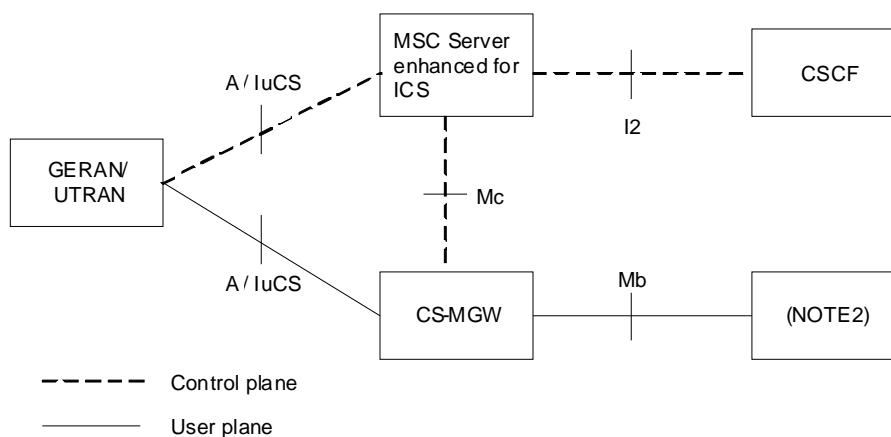 MSC Server
enhanced for
ICS
CSCF
A / IuCS
I2
GERAN/
UTRAN
Mc
A / IuCS
Mb
CS-MGW
(NOTE2)
Control plane
User plane